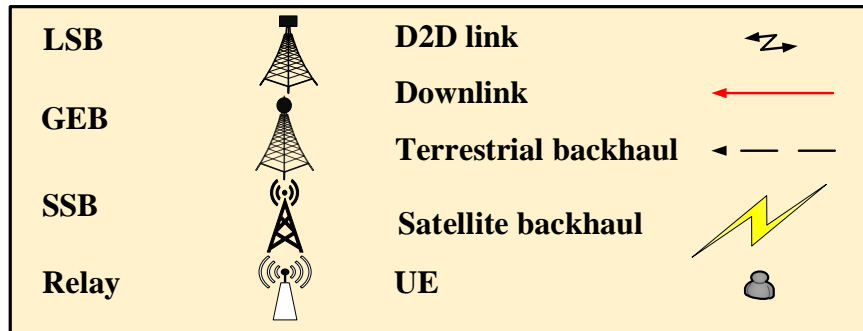 LSB
D2D link
GEB
Downlink
Terrestrial backhaul
SSB
Satellite backhaul
Relay
UE